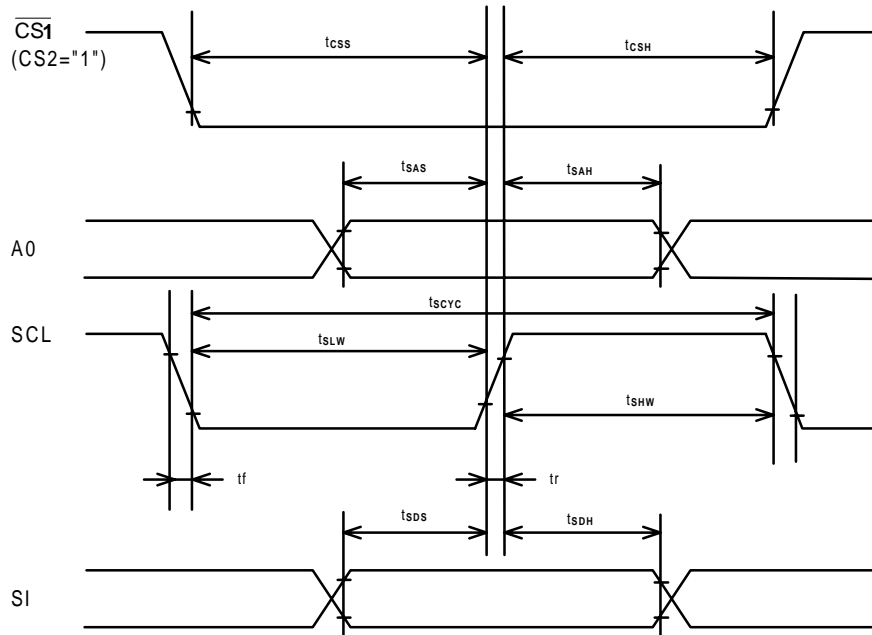 CS1
(CS2="1")
tCSS
tCSH
tSAS
tSAH
A0
tSCYC
SCL
tSLW
tSHW
tf
tr
tSDS
tSDH
SI